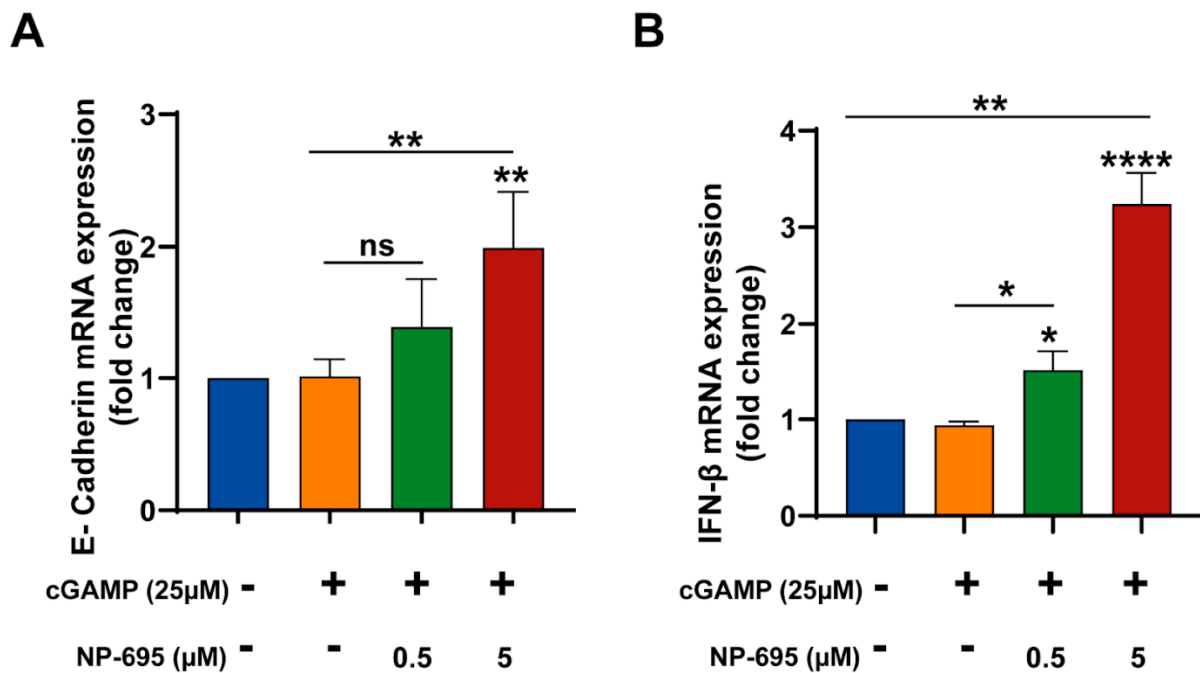 A
E- Cadherin mRNA expression
(fold change)
3
2
1
0
**
**
ns
cGAMP (25µM) - + + +
NP-695 (µM) - - 0.5 5
B
IFN-β mRNA expression
(fold change)
4
3
2
1
0
**
****
*
*
cGAMP (25µM) - + + +
NP-695 (µM) - - 0.5 5